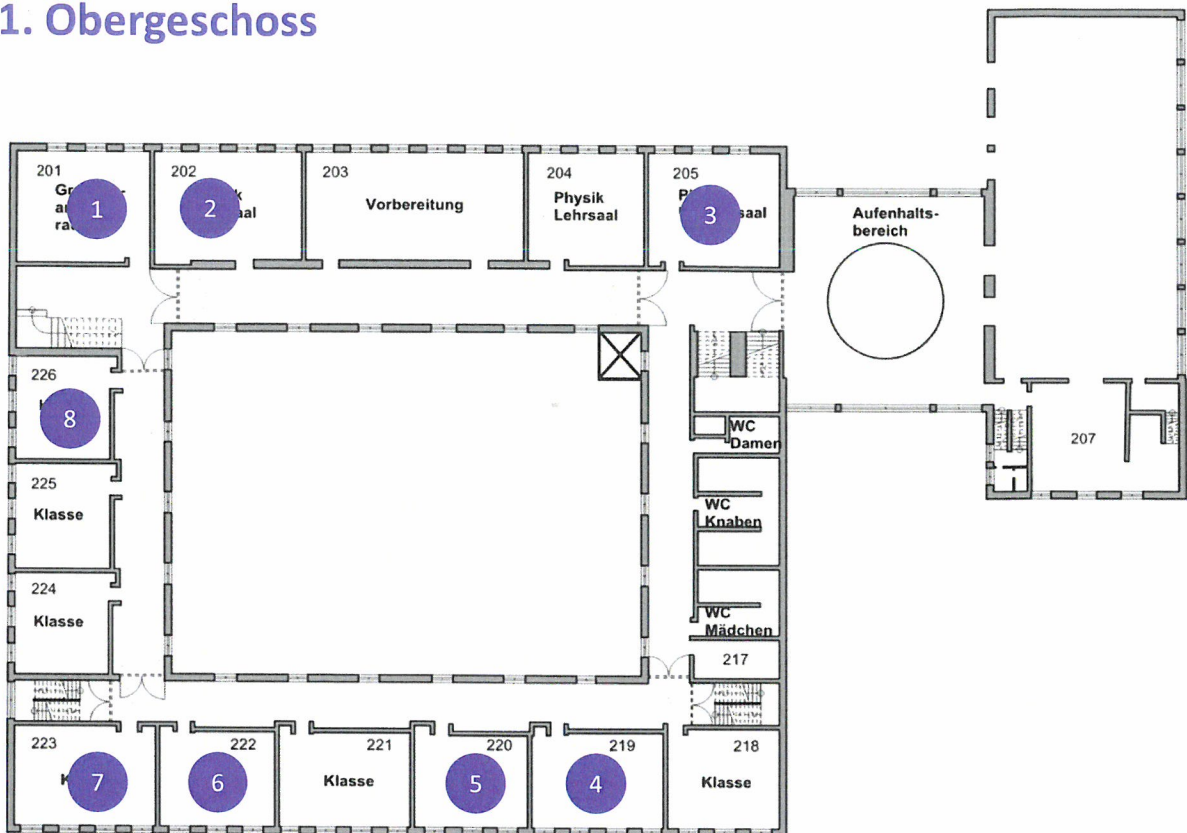 1. Obergeschoss
201
1
202
2
203
Vorbereitung
204
Physik
Lehrsaal
205
3
Aufenthalts-
bereich
226
8
225
Klasse
224
Klasse
WC
Damen
WC
Knaben
WC
Mädchen
217
207
223
7
222
6
221
Klasse
220
5
219
4
218
Klasse